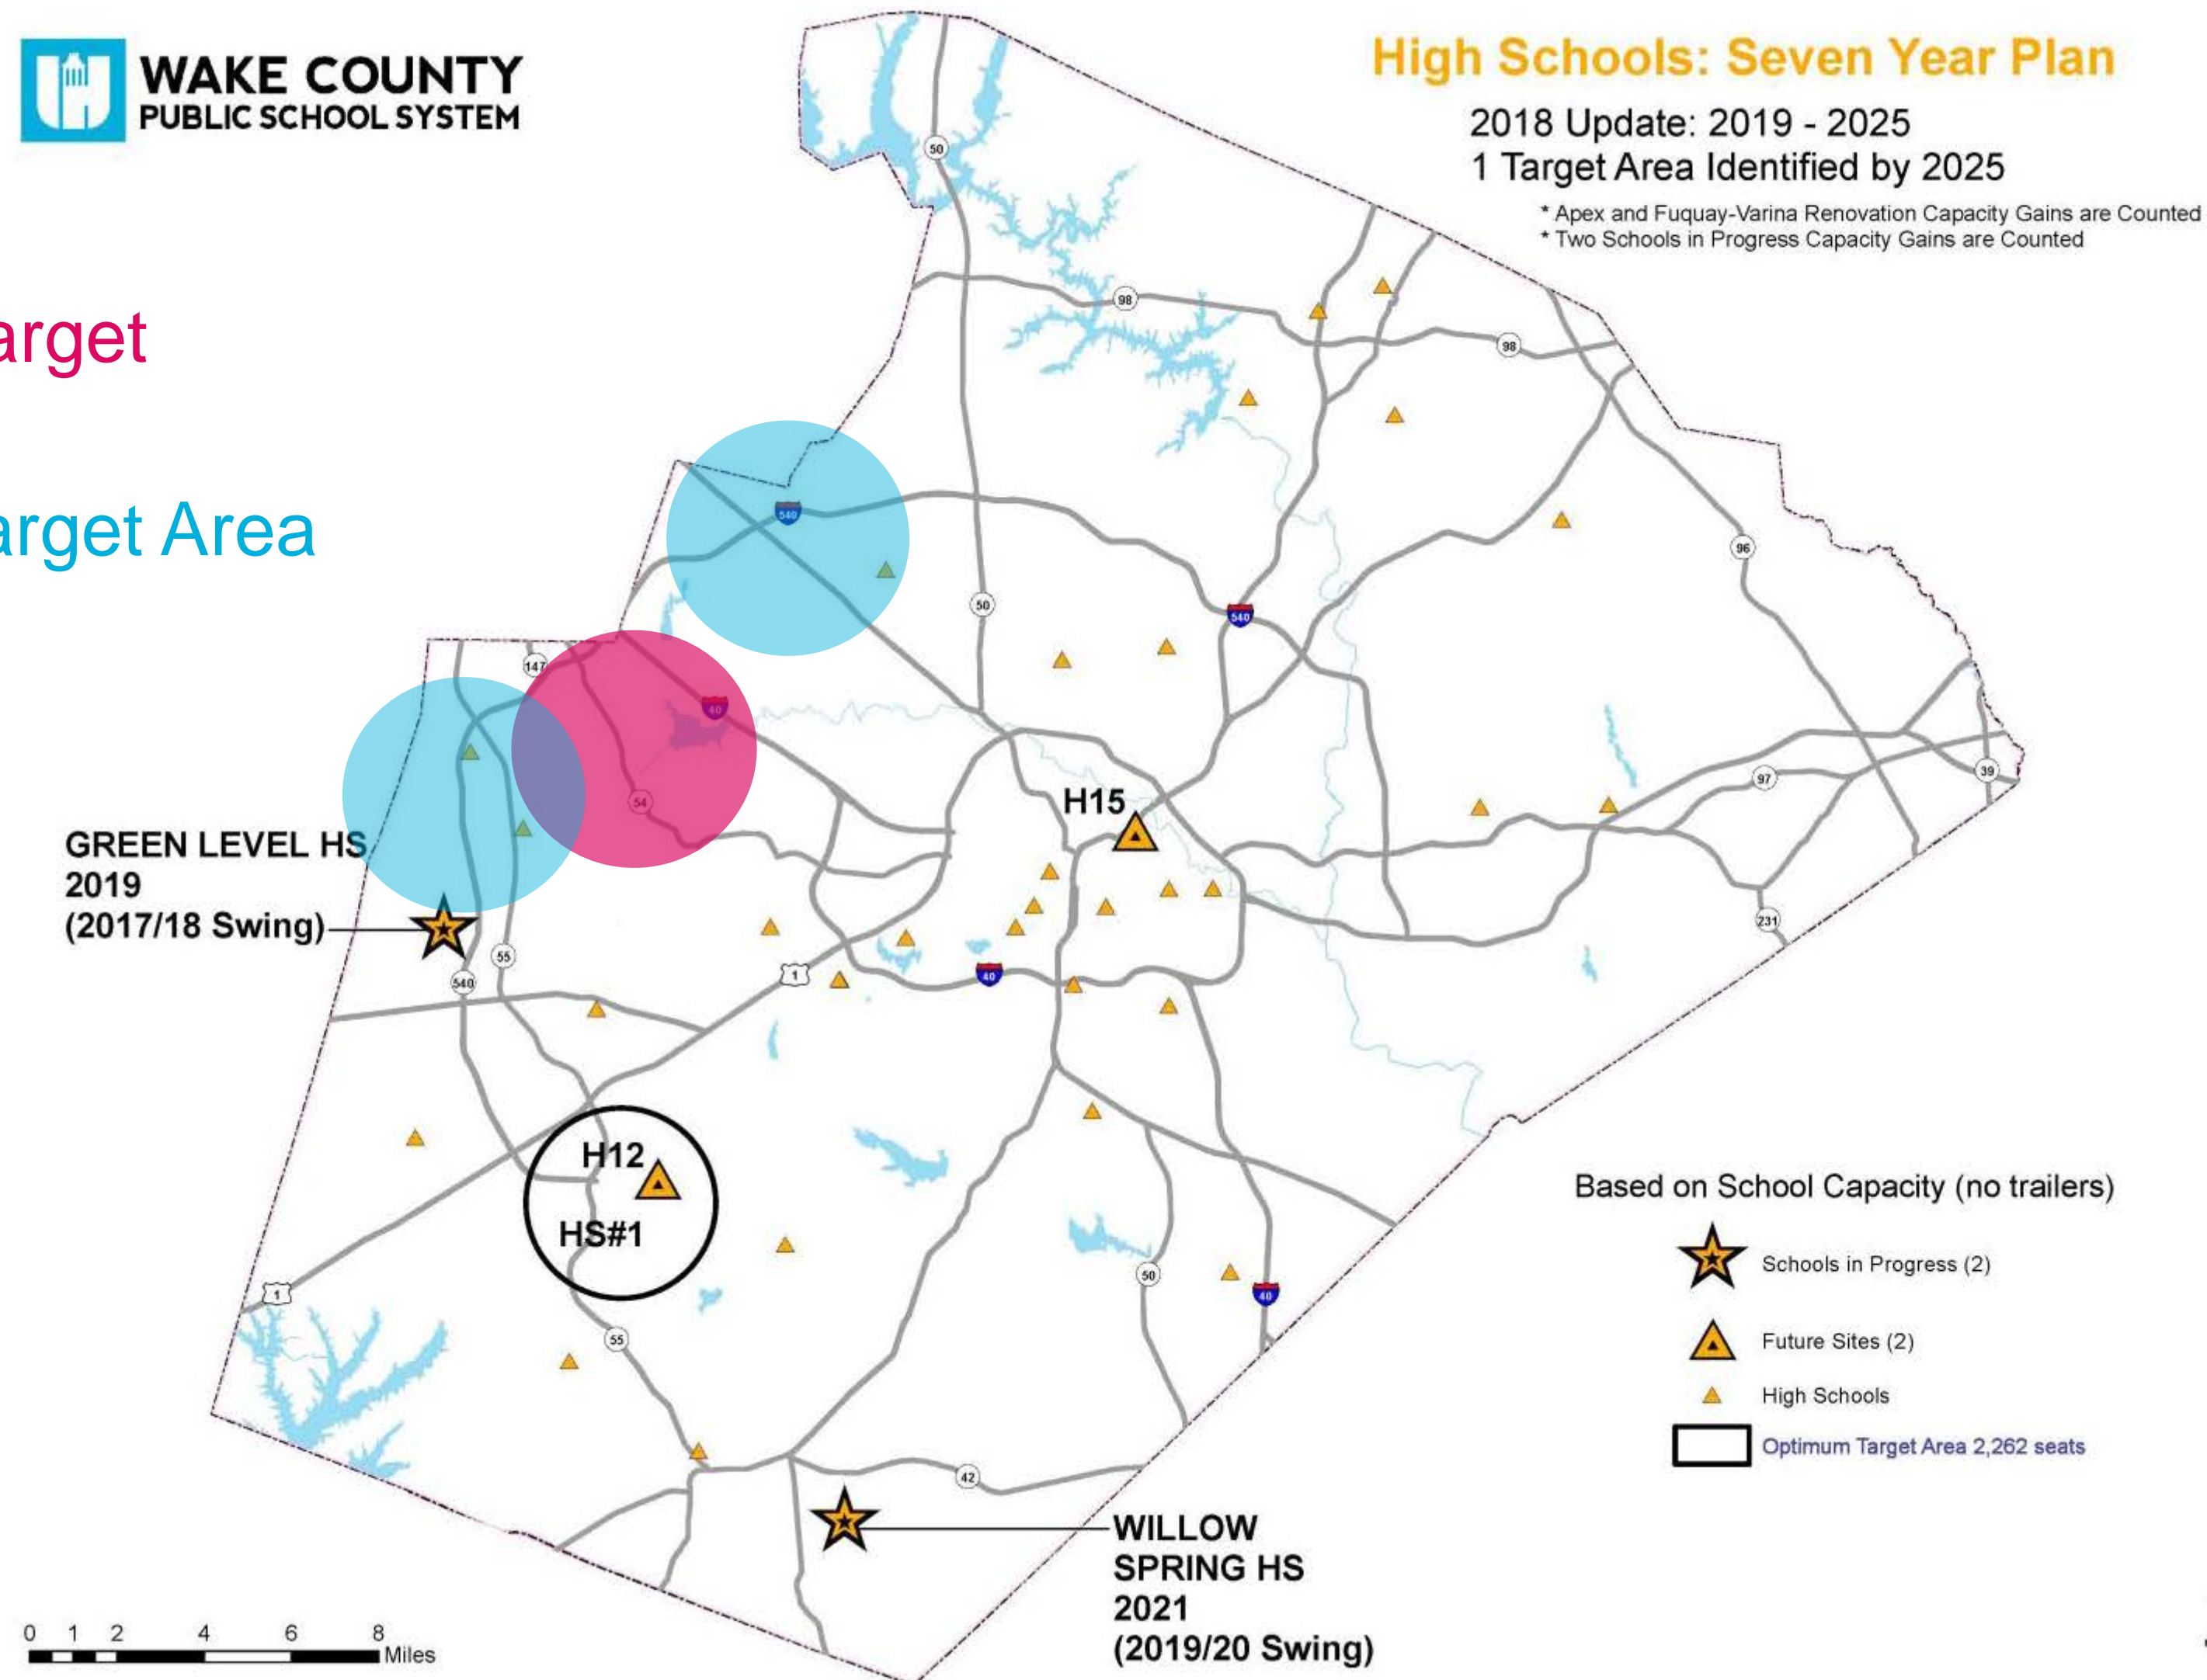 WAKE COUNTY
PUBLIC SCHOOL SYSTEM
High Schools: Seven Year Plan
2018 Update: 2019 - 2025
1 Target Area Identified by 2025
* Apex and Fuquay-Varina Renovation Capacity Gains are Counted
* Two Schools in Progress Capacity Gains are Counted
arget
arget Area
50
98
98
540
96
50
540
147
40
54
H15
97
39
GREEN LEVEL HS
2019
(2017/18 Swing)
231
55
540
1
40
H12
HS#1
1
55
50
40
42
Based on School Capacity (no trailers)
Schools in Progress (2)
Future Sites (2)
High Schools
Optimum Target Area 2,262 seats
WILLOW
SPRING HS
2021
(2019/20 Swing)
0 1 2 4 6 8
Miles